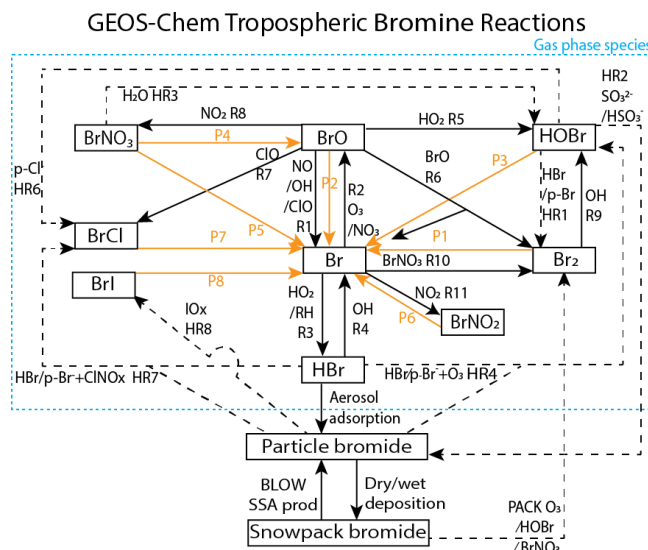 GEOS-Chem Tropospheric Bromine Reactions
Gas phase species
H₂O HR3
HR2
SO₃²⁻
/HSO₃⁻
NO₂ R8
HO₂ R5
BrNO₃
BrO
HOBr
P4
ClO
R7
NO
/OH
/ClO
R1
P2
R2
O₃
/NO₃
BrO
R6
P3
HBr
/p-Br
HR1
OH
R9
p-Cl⁻
HR6
BrCl
P7
P5
Br
P1
Br₂
BrNO₃ R10
BrI
P8
IOx
HR8
HO₂
/RH
R3
OH
R4
NO₂ R11
P6
BrNO₂
HBr/p-Br⁻+ClNOx HR7
HBr
HBr/p-Br⁻+O₃ HR4
Aerosol
adsorption
Particle bromide
BLOW
SSA prod
Dry/wet
deposition
PACK O₃
/HOBr
/BrNO₃
Snowpack bromide